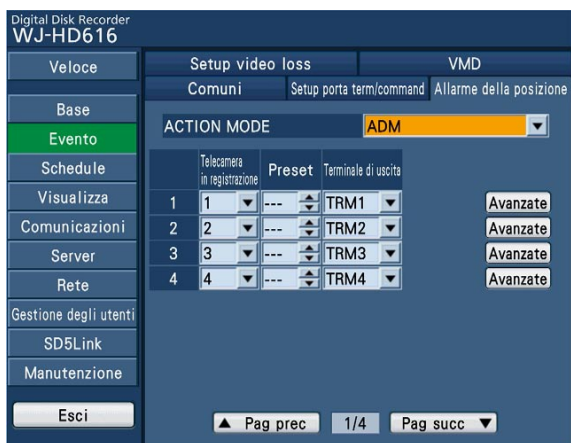 Digital Disk Recorder
WJ-HD616
Veloce
Base
Evento
Schedule
Visualizza
Comunicazioni
Server
Rete
Gestione degli utenti
SD5Link
Manutenzione
Esci
Setup video loss VMD
Comuni Setup porta term/command Allarme della posizione
ACTION MODE ADM
Telecamera in registrazione Preset Terminale di uscita
1 1 --- TRM1 Avanzate
2 2 --- TRM2 Avanzate
3 3 --- TRM3 Avanzate
4 4 --- TRM4 Avanzate
Pag prec 1/4 Pag succ